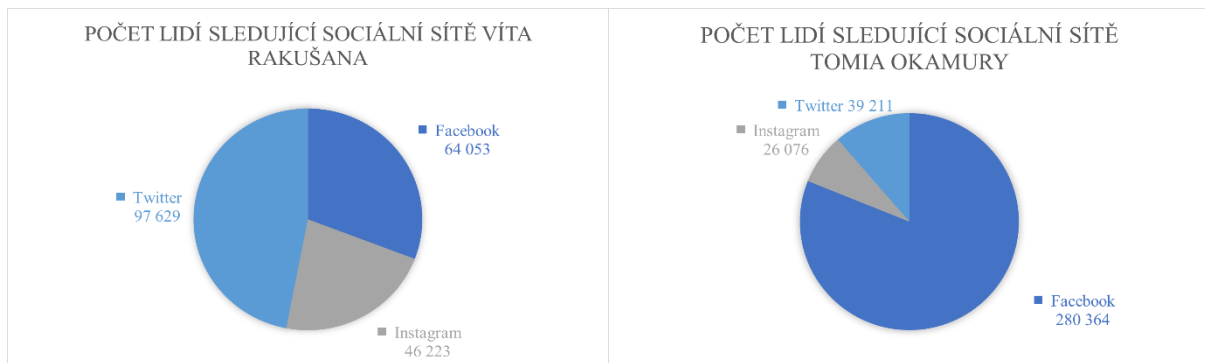 POČET LIDÍ SLEDUJÍCÍ SOCIÁLNÍ SÍTĚ VÍTA
RAKUŠANA
Facebook
64 053
Twitter
97 629
Instagram
46 223
POČET LIDÍ SLEDUJÍCÍ SOCIÁLNÍ SÍTĚ
TOMIA OKAMURY
Twitter 39 211
Instagram
26 076
Facebook
280 364